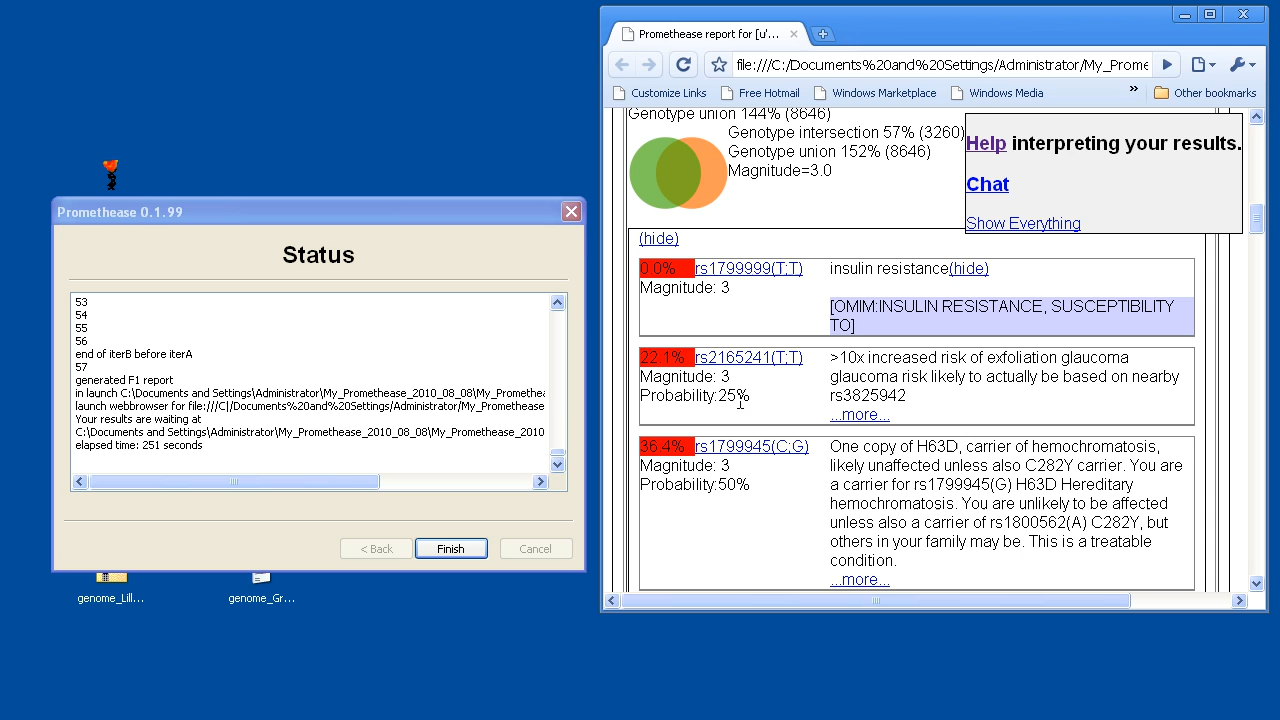 Promethease 0.1.99
Status
53
54
55
56
end of iterB before iterA
57
generated F1 report
in launch C:\Documents and Settings\Administrator\My_Promethease_2010_08_08\My_Promethea
launch webbrowser for file:///C|/Documents%20and%20Settings/Administrator/My_Promethease
Your results are waiting at
C:\Documents and Settings\Administrator\My_Promethease_2010_08_08\My_Promethease_2010
elapsed time: 251 seconds
< Back
Finish
Cancel
genome_Lill...
genome_Gr...
Promethease report for [u'...
file:///C:/Documents%20and%20Settings/Administrator/My_Prome
Customize Links
Free Hotmail
Windows Marketplace
Windows Media
»
Other bookmarks
Genotype union 144% (8646)
Genotype intersection 57% (3260)
Genotype union 152% (8646)
Magnitude=3.0
Help interpreting your results.
Chat
Show Everything
(hide)
0.0% rs1799999(T;T)
Magnitude: 3
insulin resistance(hide)
[OMIM:INSULIN RESISTANCE, SUSCEPTIBILITY
TO]
22.1% rs2165241(T;T)
Magnitude: 3
Probability:25%
>10x increased risk of exfoliation glaucoma
glaucoma risk likely to actually be based on nearby
rs3825942
...more...
36.4% rs1799945(C;G)
Magnitude: 3
Probability:50%
One copy of H63D, carrier of hemochromatosis,
likely unaffected unless also C282Y carrier. You are
a carrier for rs1799945(G) H63D Hereditary
hemochromatosis. You are unlikely to be affected
unless also a carrier of rs1800562(A) C282Y, but
others in your family may be. This is a treatable
condition.
...more...